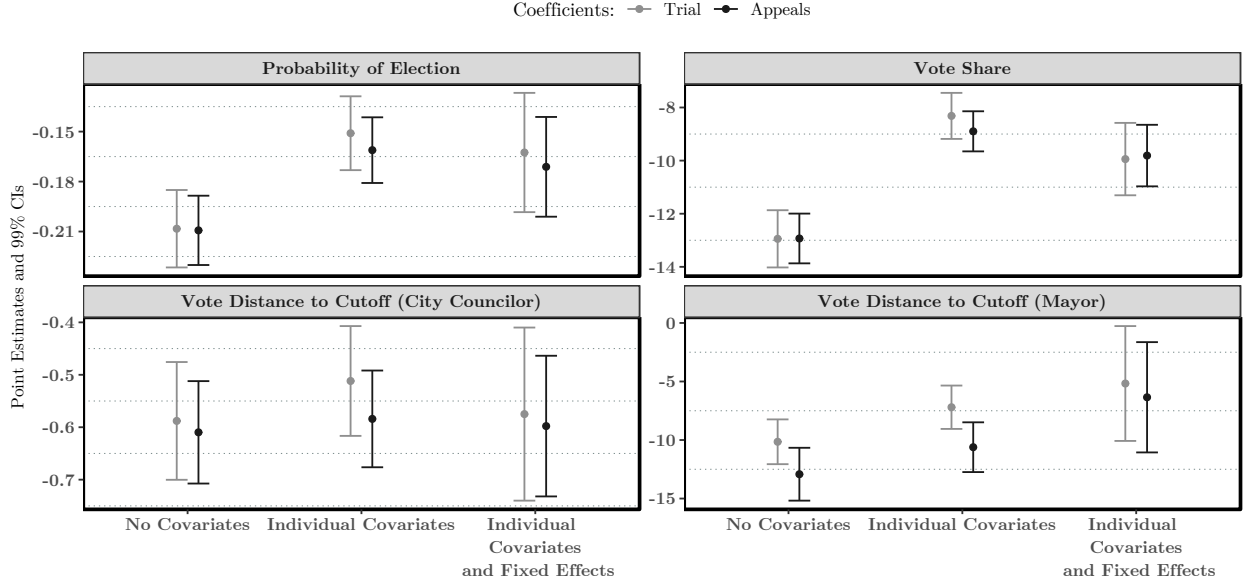 Coefficients: Trial Appeals
Point Estimates and 99% CIs
Probability of Election
-0.15
-0.18
-0.21
Vote Share
-8
-10
-12
-14
Vote Distance to Cutoff (City Councilor)
-0.4
-0.5
-0.6
-0.7
No Covariates
Individual Covariates
Individual
Covariates
and Fixed Effects
Vote Distance to Cutoff (Mayor)
0
-5
-10
-15
No Covariates
Individual Covariates
Individual
Covariates
and Fixed Effects